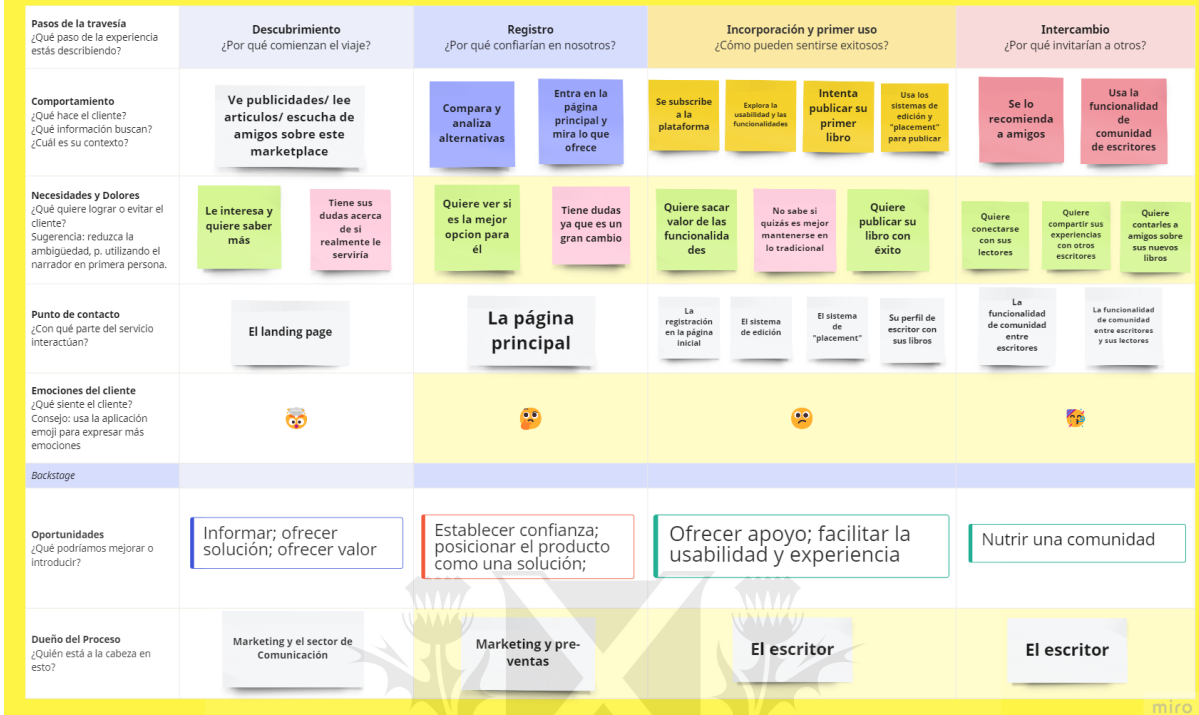 Pasos de la travesía
¿Qué paso de la experiencia
estás describiendo?
Descubrimiento
¿Por qué comienzan el viaje?
Registro
¿Por qué confiarían en nosotros?
Incorporación y primer uso
¿Cómo pueden sentirse exitosos?
Intercambio
¿Por qué invitarían a otros?
Comportamiento
¿Qué hace el cliente?
¿Qué información buscan?
¿Cuál es su contexto?
Ve publicidades/ lee
articulos/ escucha de
amigos sobre este
marketplace
Compara y
analiza
alternativas
Entra en la
página
principal y
mira lo que
ofrece
Se subscribe
a la
plataforma
Explora la
usabilidad y las
funcionalidades
Intenta
publicar su
primer
libro
Usa los
sistemas de
edición y
"placement"
para publicar
Se lo
recomienda
a amigos
Usa la
funcionalidad
de
comunidad
de escritores
Necesidades y Dolores
¿Qué quiere lograr o evitar el
cliente?
Sugerencia: reduzca la
ambigüedad, p. utilizando el
narrador en primera persona.
Le interesa y
quiere saber
más
Tiene sus
dudas acerca
de si
realmente le
serviría
Quiere ver si
es la mejor
opcion para
él
Tiene dudas
ya que es un
gran cambio
Quiere sacar
valor de las
funcionalida
des
No sabe si
quizás es mejor
mantenerse en
lo tradicional
Quiere
publicar su
libro con
éxito
Quiere
conectarse
con sus
lectores
Quiere
compartir sus
experiencias
con otros
escritores
Quiere
contarles a
amigos sobre
sus nuevos
libros
Punto de contacto
¿Con qué parte del servicio
interactúan?
El landing page
La página
principal
La
registración
en la página
inicial
El sistema
de edición
El sistema
de
"placement"
Su perfil de
escritor con
sus libros
La
funcionalidad
de comunidad
entre
escritores
La funcionalidad
de comunidad
entre escritores
y sus lectores
Emociones del cliente
¿Qué siente el cliente?
Consejo: usa la aplicación
emoji para expresar más
emociones
Backstage
Oportunidades
¿Qué podríamos mejorar o
introducir?
Informar; ofrecer
solución; ofrecer valor
Establecer confianza;
posicionar el producto
como una solución;
Ofrecer apoyo; facilitar la
usabilidad y experiencia
Nutrir una comunidad
Dueño del Proceso
¿Quién está a la cabeza en
esto?
Marketing y el sector de
Comunicación
Marketing y pre-
ventas
El escritor
El escritor
miro